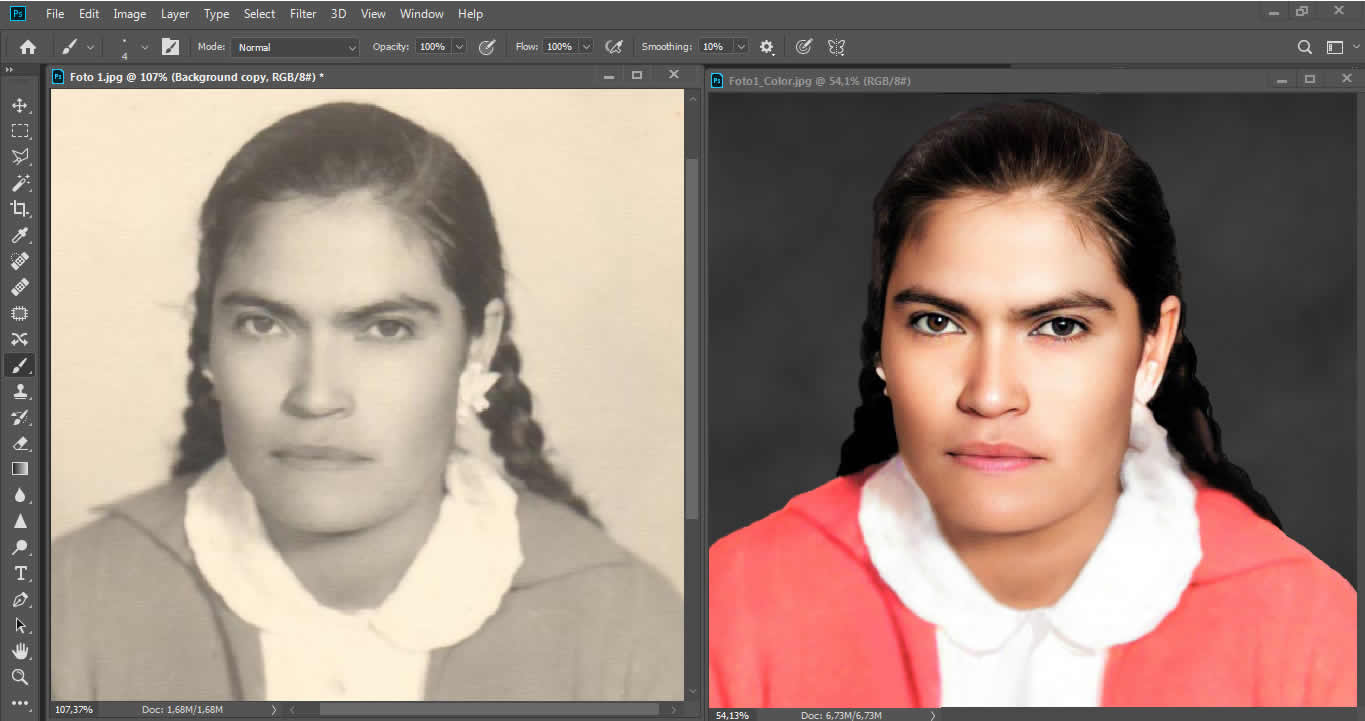 Ps File Edit Image Layer Type Select Filter 3D View Window Help
4 Mode: Normal Opacity: 100% Flow: 100% Smoothing: 10%
Ps Foto 1.jpg @ 107% (Background copy, RGB/8#) *
Ps Foto1_Color.jpg @ 54,1% (RGB/8#)
T
107,37% Doc: 1,68M/1,68M
54,13% Doc: 6,73M/6,73M